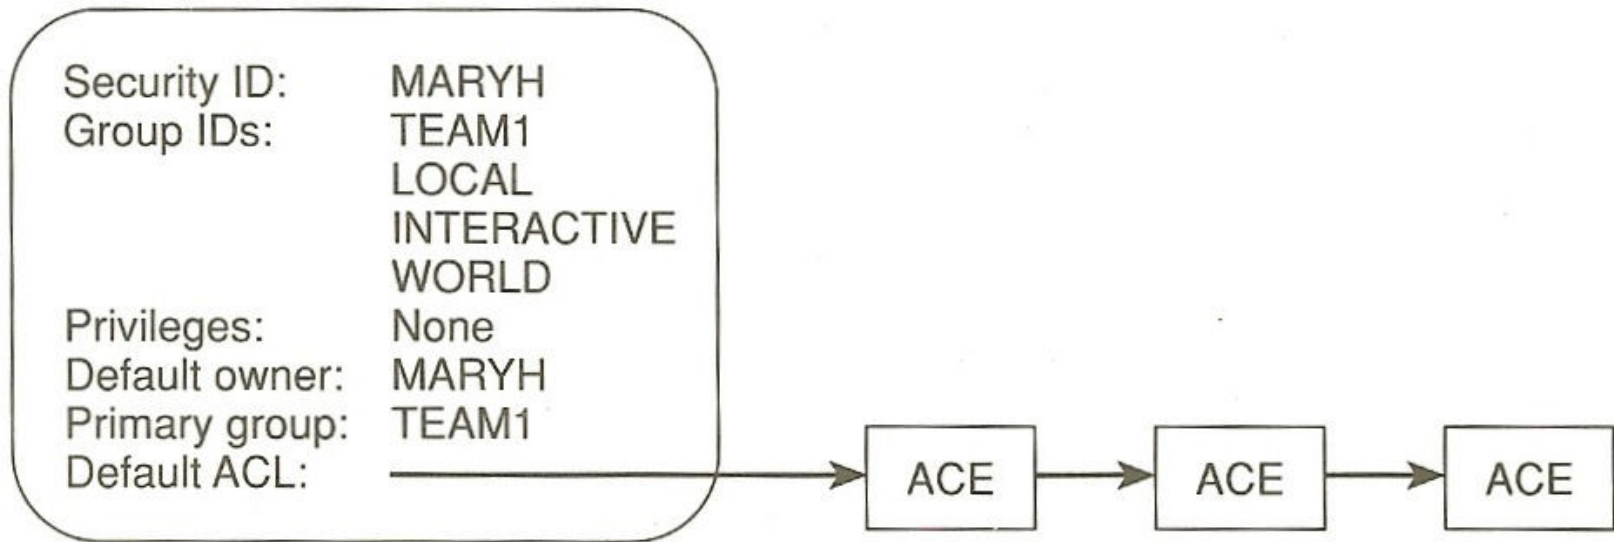 Security ID: MARYH
Group IDs: TEAM1
LOCAL
INTERACTIVE
WORLD
Privileges: None
Default owner: MARYH
Primary group: TEAM1
Default ACL: ACE ACE ACE